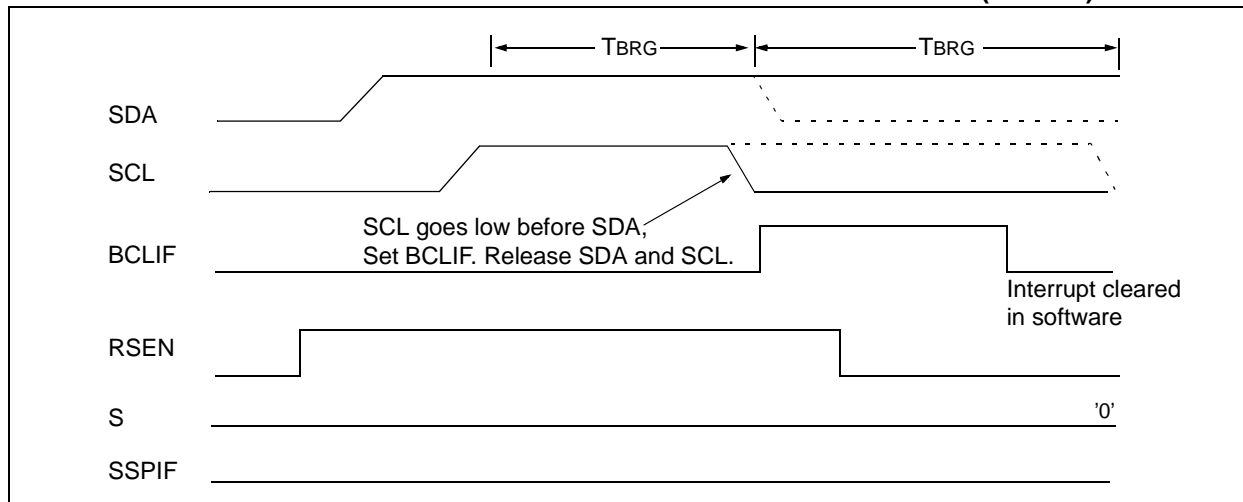 TBRG TBRG
SDA
SCL
SCL goes low before SDA,
Set BCLIF. Release SDA and SCL.
BCLIF
Interrupt cleared
in software
RSEN
S '0'
SSPIF